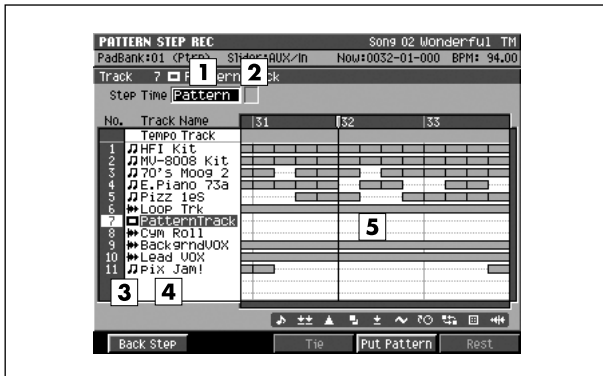 PATTERN STEP REC Song 02 Wonderful TM
PadBank:01 Slider:AUX/In Now:0032-01-000 BPM: 94.00
Track 7
1 2
Step Time Pattern
No. Track Name 31 32 33
Tempo Track
1 HFI Kit
2 MV-8008 Kit
3 70's Moog 2
4 E.Piano 73a
5 Pizz 1eS
6 Loop Trk
7 PatternTrack
5
8 Cym Roll
9 BackgrndVOX
10 Lead VOX
11 Pix Jam!
3 4
Back Step Tie Put Pattern Rest